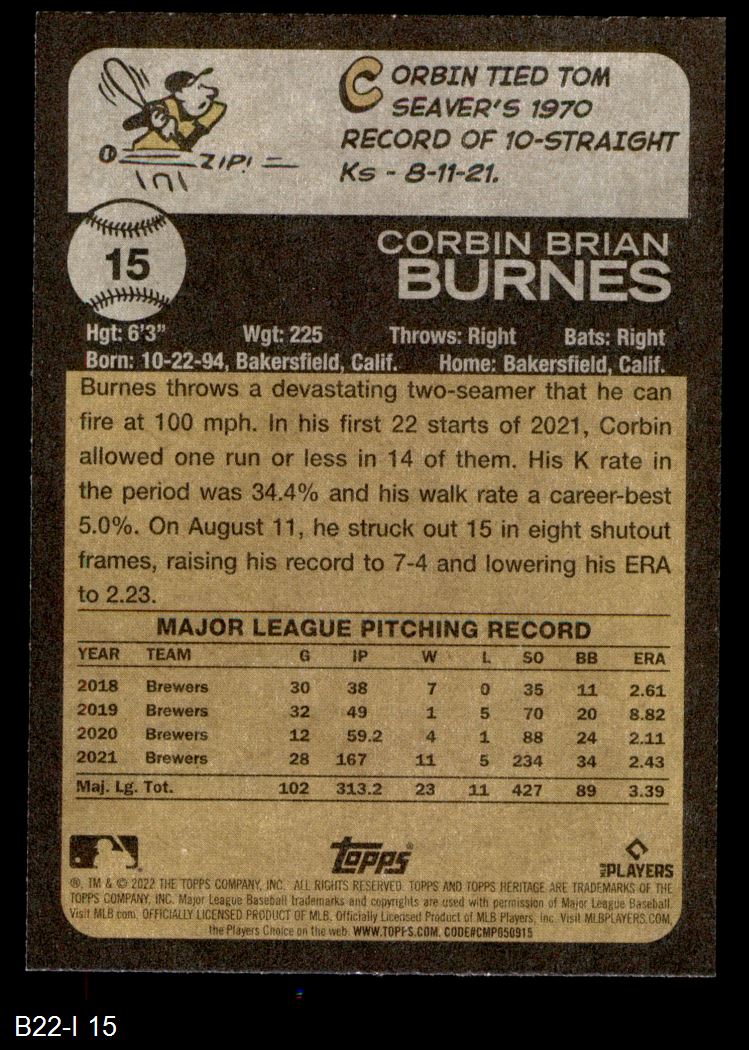 CORBIN TIED TOM
SEAVER'S 1970
RECORD OF 10-STRAIGHT
Ks - 8-11-21.
ZIP!
15
CORBIN BRIAN
BURNES
Hgt: 6'3" Wgt: 225 Throws: Right Bats: Right
Born: 10-22-94, Bakersfield, Calif. Home: Bakersfield, Calif.
Burnes throws a devastating two-seamer that he can
fire at 100 mph. In his first 22 starts of 2021, Corbin
allowed one run or less in 14 of them. His K rate in
the period was 34.4% and his walk rate a career-best
5.0%. On August 11, he struck out 15 in eight shutout
frames, raising his record to 7-4 and lowering his ERA
to 2.23.
MAJOR LEAGUE PITCHING RECORD
YEAR TEAM G IP W L SO BB ERA
2018 Brewers 30 38 7 0 35 11 2.61
2019 Brewers 32 49 1 5 70 20 8.82
2020 Brewers 12 59.2 4 1 88 24 2.11
2021 Brewers 28 167 11 5 234 34 2.43
Maj. Lg. Tot. 102 313.2 23 11 427 89 3.39
topps
MLB PLAYERS
®, TM & © 2022 THE TOPPS COMPANY, INC. ALL RIGHTS RESERVED. TOPPS AND TOPPS HERITAGE ARE TRADEMARKS OF THE
TOPPS COMPANY, INC. Major League Baseball trademarks and copyrights are used with permission of Major League Baseball.
Visit MLB.com. OFFICIALLY LICENSED PRODUCT OF MLB. Officially Licensed Product of MLB Players, Inc. Visit MLBPLAYERS.COM,
the Players Choice on the web. WWW.TOPPS.COM. CODE#CMP050915
B22-I 15